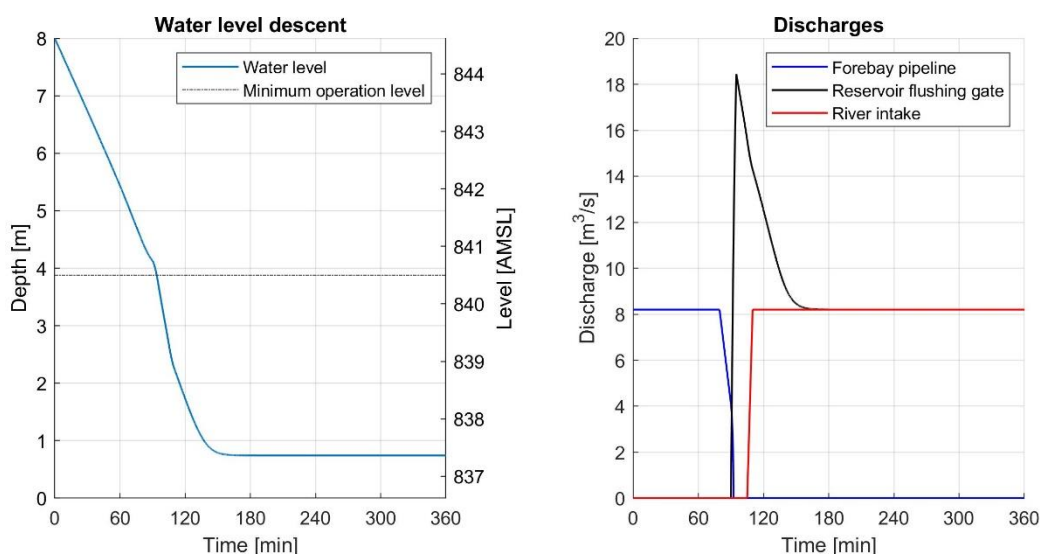 Water level descent
Water level
Minimum operation level
Depth [m]
8
7
6
5
4
3
2
1
0
844
843
842
841
840
839
838
837
Level [AMSL]
0 60 120 180 240 300 360
Time [min]
Discharges
Forebay pipeline
Reservoir flushing gate
River intake
Discharge [m³/s]
20
18
16
14
12
10
8
6
4
2
0
0 60 120 180 240 300 360
Time [min]